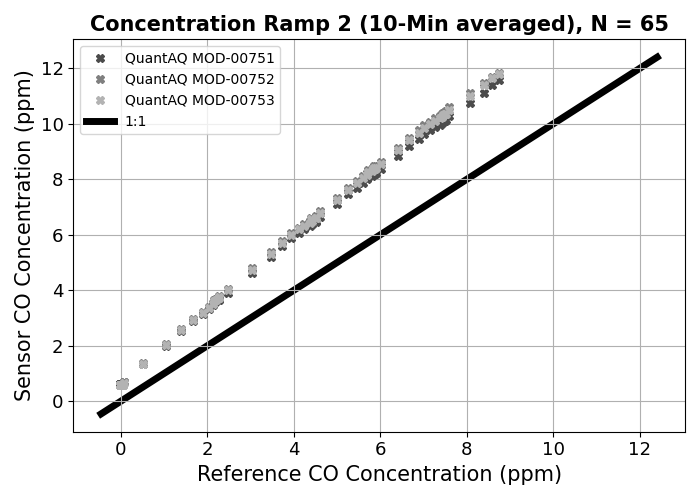 Concentration Ramp 2 (10-Min averaged), N = 65
QuantAQ MOD-00751
QuantAQ MOD-00752
QuantAQ MOD-00753
1:1
Sensor CO Concentration (ppm)
12
10
8
6
4
2
0
0 2 4 6 8 10 12
Reference CO Concentration (ppm)